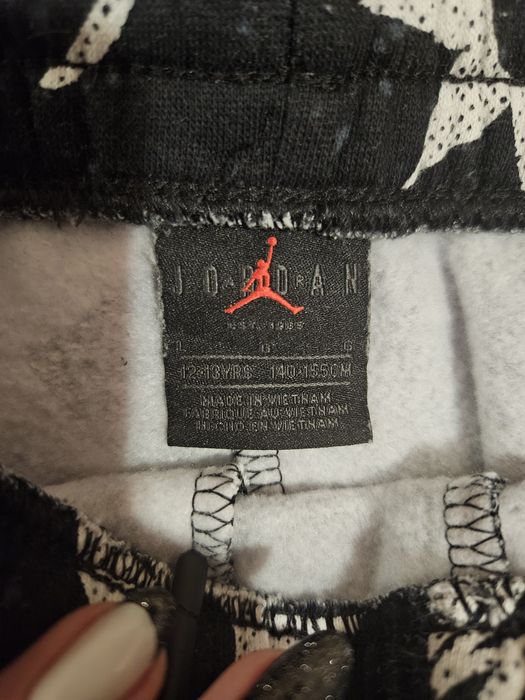 JORDAN
EST. 1985
L G G
12-13YRS 140-155CM
MADE IN VIETNAM
FABRIQUE AU VIETNAM
HECHO EN VIETNAM